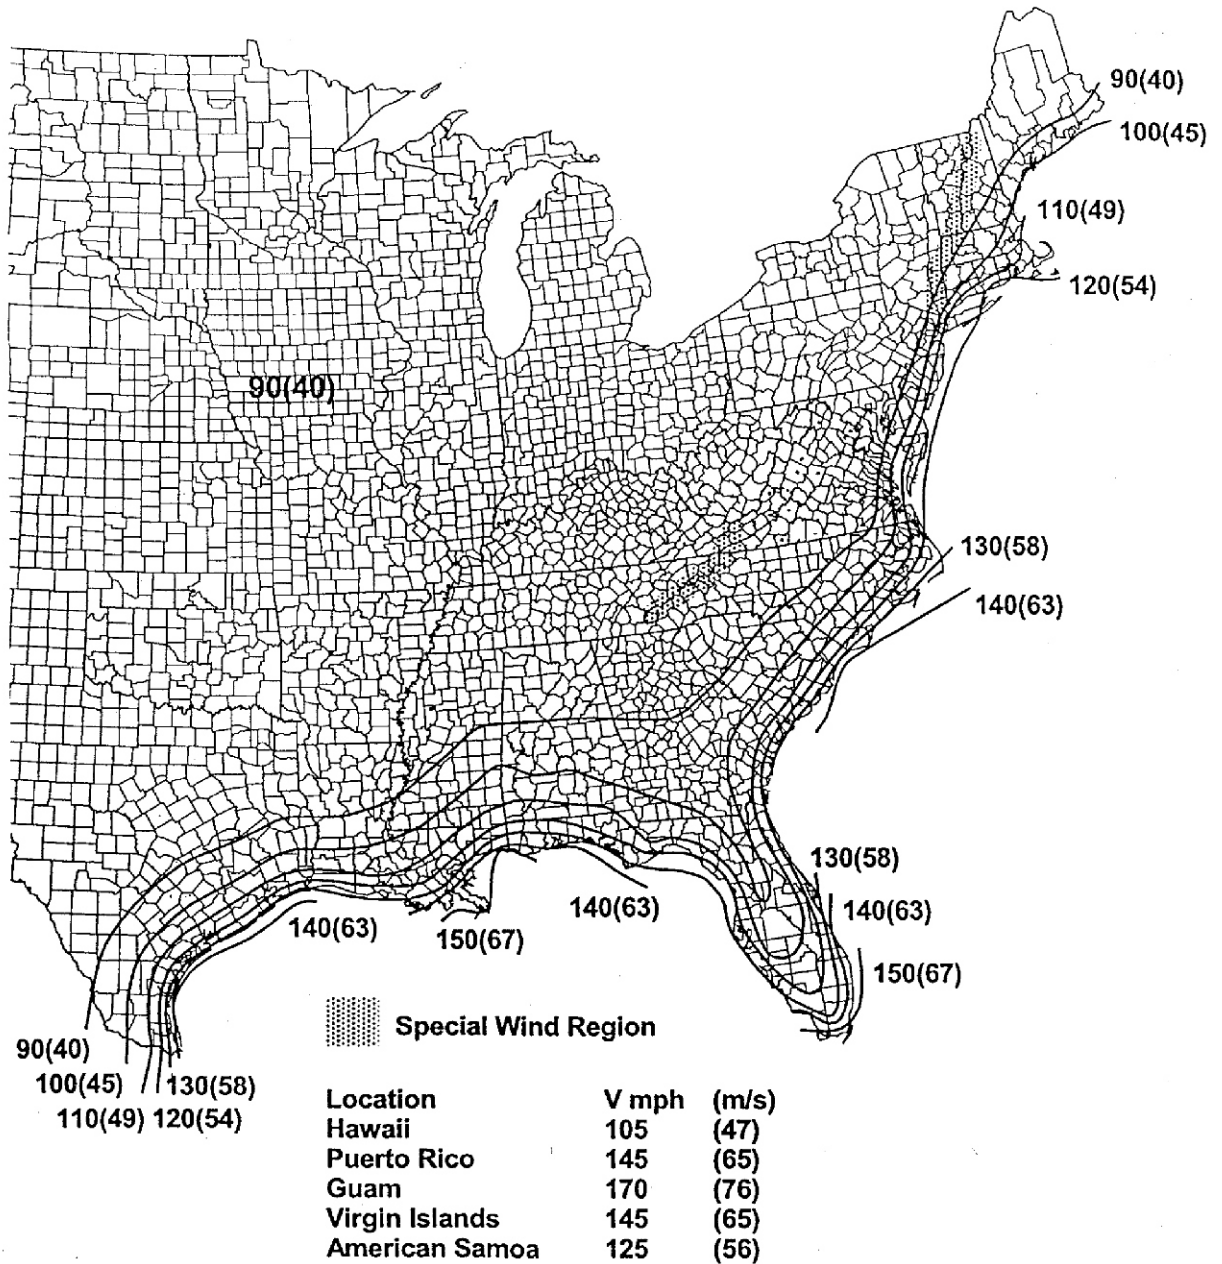 90(40)
100(45)
110(49)
120(54)
90(40)
130(58)
140(63)
130(58)
140(63)
140(63)
140(63)
150(67)
150(67)
Special Wind Region
90(40)
100(45) 130(58)
110(49) 120(54)
Location V mph (m/s)
Hawaii 105 (47)
Puerto Rico 145 (65)
Guam 170 (76)
Virgin Islands 145 (65)
American Samoa 125 (56)